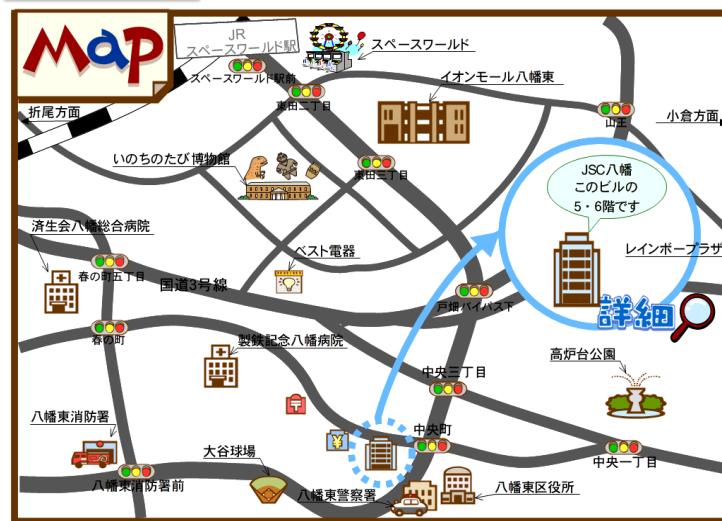 Map
JR
スペースワールド駅
スペースワールド
スペースワールド駅前
東田二丁目
イオンモール八幡東
折尾方面
山王
小倉方面
いのちのたび博物館
東田三丁目
JSC八幡
このビルの
5・6階です
済生会八幡総合病院
春の町五丁目
ベスト電器
国道3号線
レインボープラザ
戸畑バイパス下
詳細
春の町
製鉄記念八幡病院
高炉台公園
中央三丁目
〒
¥
中央町
八幡東消防署
大谷球場
中央一丁目
八幡東消防署前
八幡東警察署
八幡東区役所